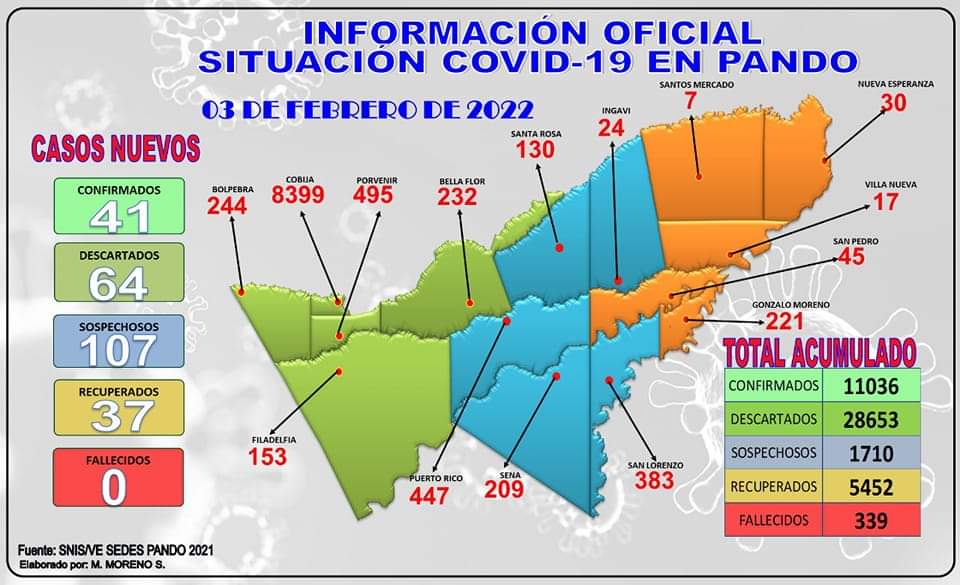 INFORMACIÓN OFICIAL
SITUACIÓN COVID-19 EN PANDO
03 DE FEBRERO DE 2022
CASOS NUEVOS
CONFIRMADOS
41
DESCARTADOS
64
SOSPECHOSOS
107
RECUPERADOS
37
FALLECIDOS
0
BOLPEBRA
244
COBIJA
8399
PORVENIR
495
BELLA FLOR
232
SANTA ROSA
130
INGAVI
24
SANTOS MERCADO
7
NUEVA ESPERANZA
30
VILLA NUEVA
17
SAN PEDRO
45
GONZALO MORENO
221
FILADELFIA
153
PUERTO RICO
447
SENA
209
SAN LORENZO
383
TOTAL ACUMULADO
CONFIRMADOS 11036
DESCARTADOS 28653
SOSPECHOSOS 1710
RECUPERADOS 5452
FALLECIDOS 339
Fuente: SNIS/VE SEDES PANDO 2021
Elaborado por: M. MORENO S.